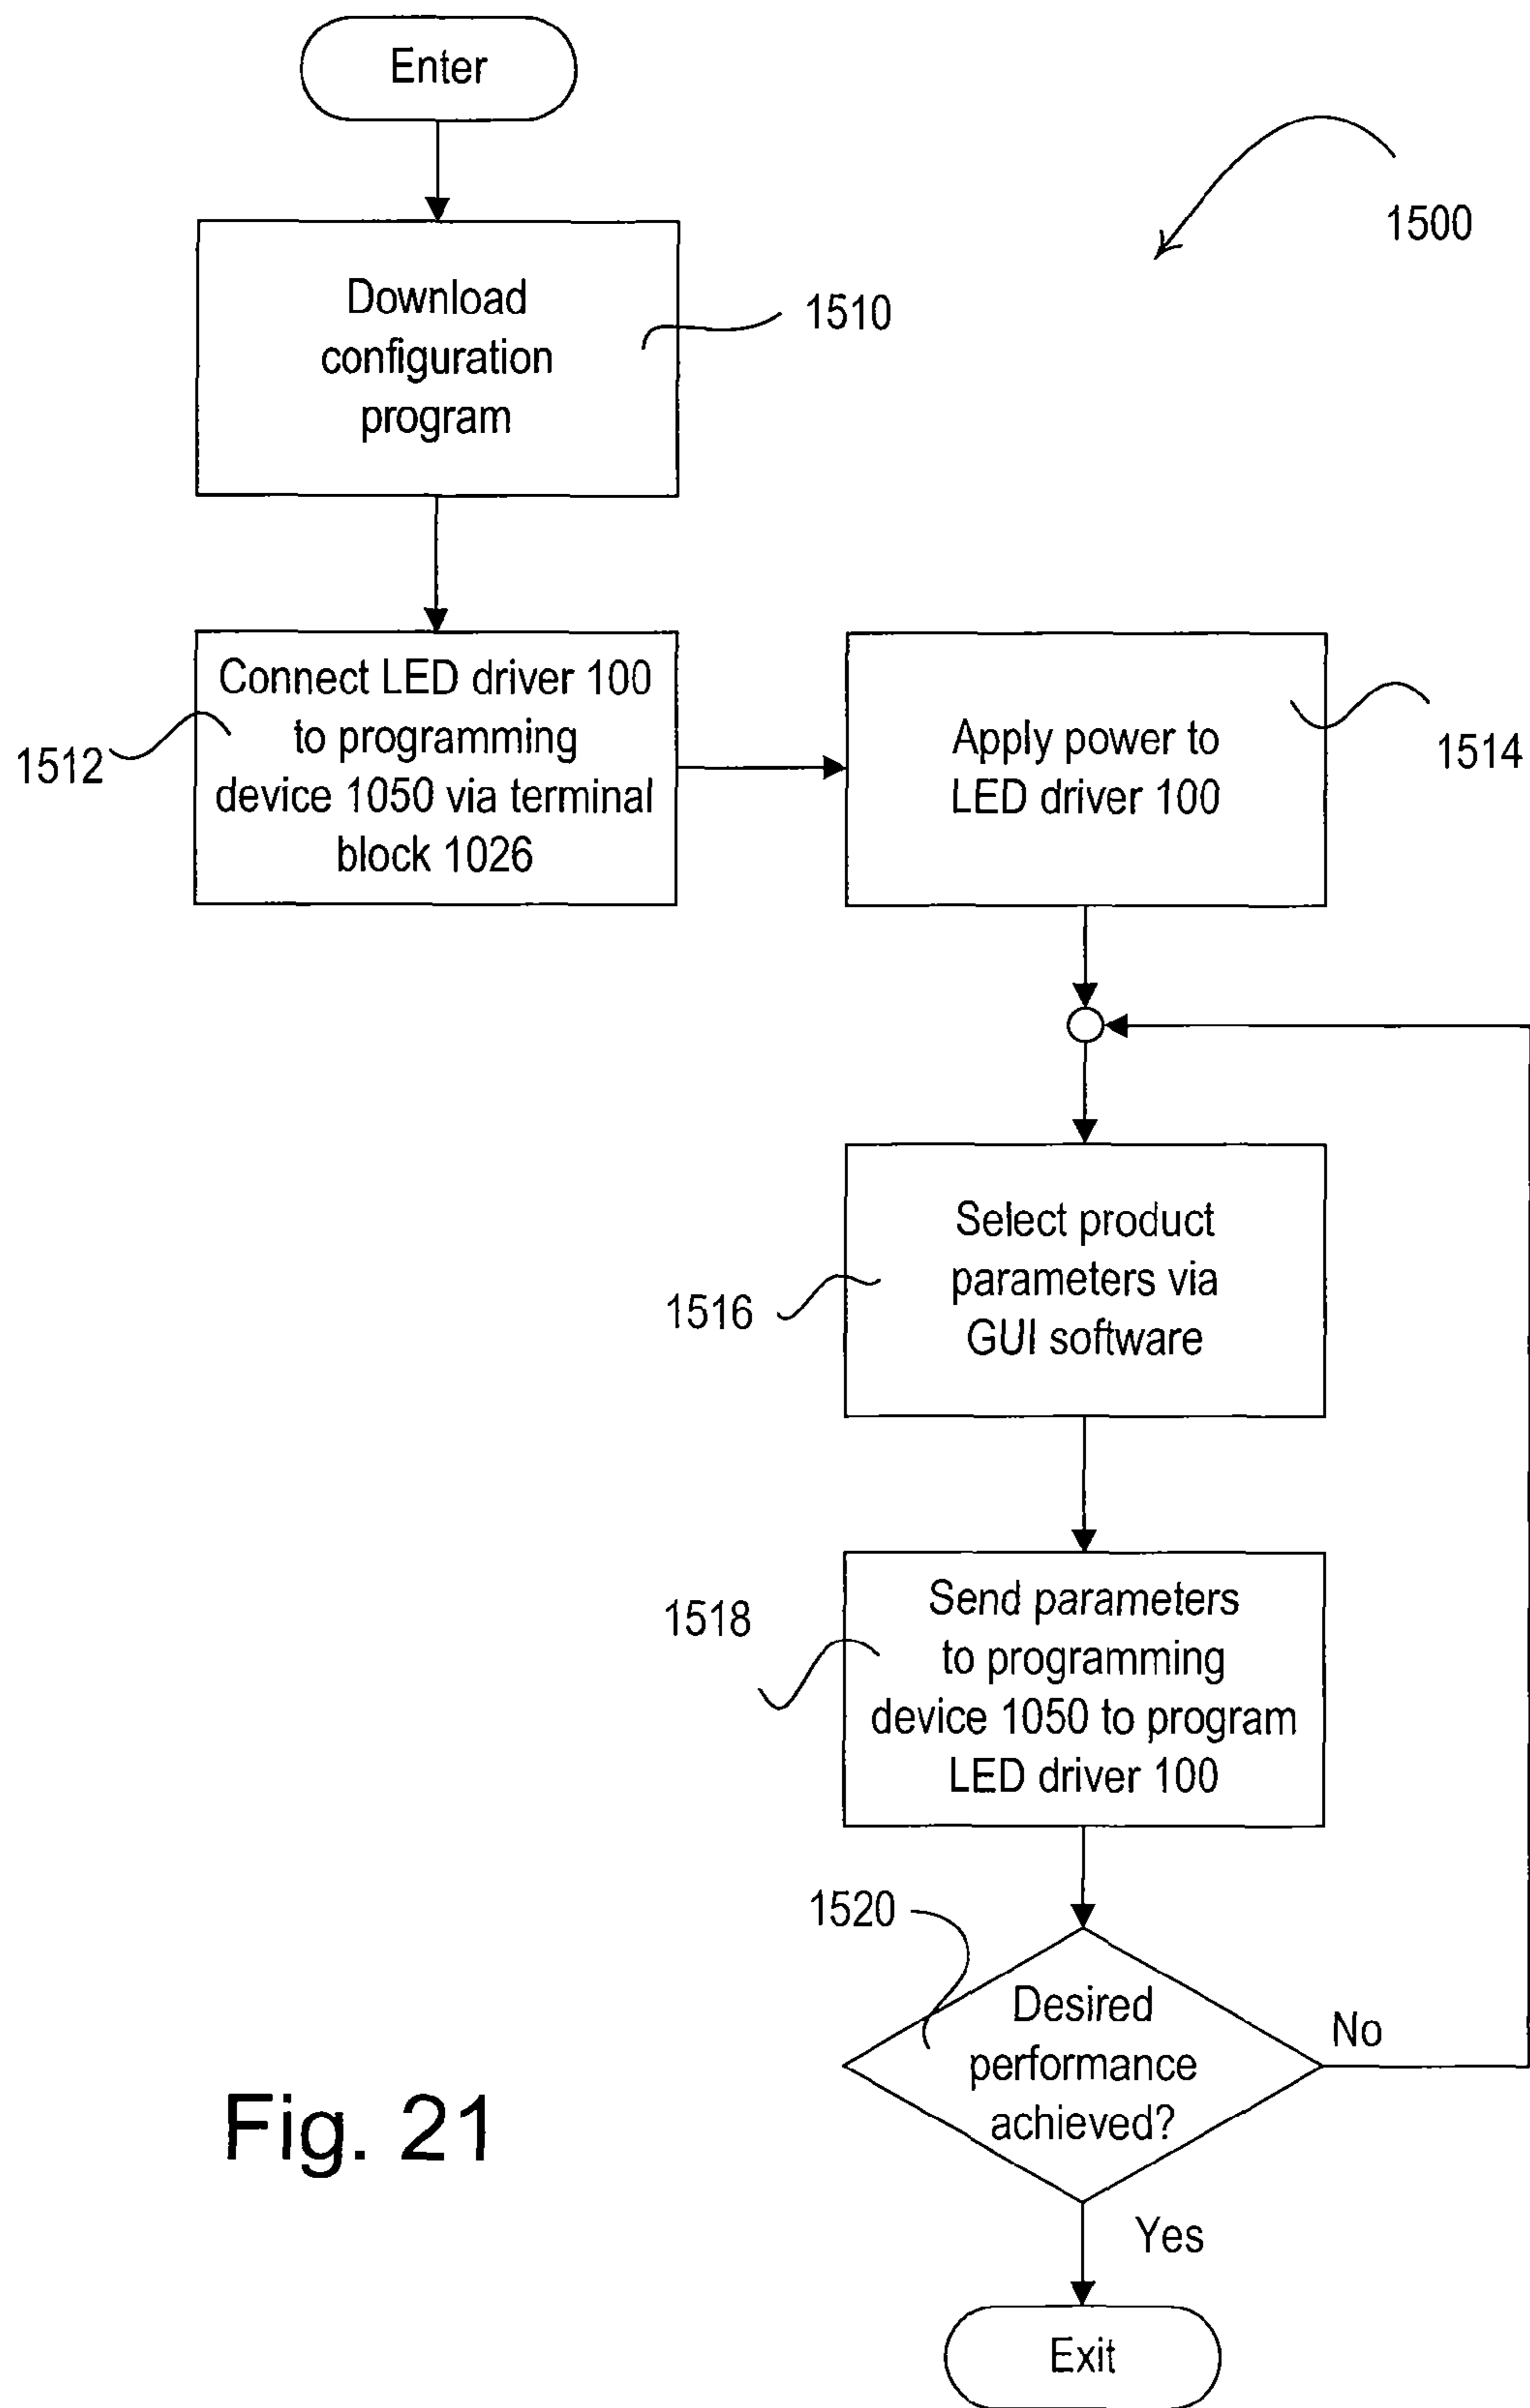 Enter
1500
Download
configuration
program
1510
Connect LED driver 100
to programming
device 1050 via terminal
block 1026
1512
Apply power to
LED driver 100
1514
Select product
parameters via
GUI software
1516
Send parameters
to programming
device 1050 to program
LED driver 100
1518
1520
Desired
performance
achieved?
No
Yes
Exit
Fig. 21